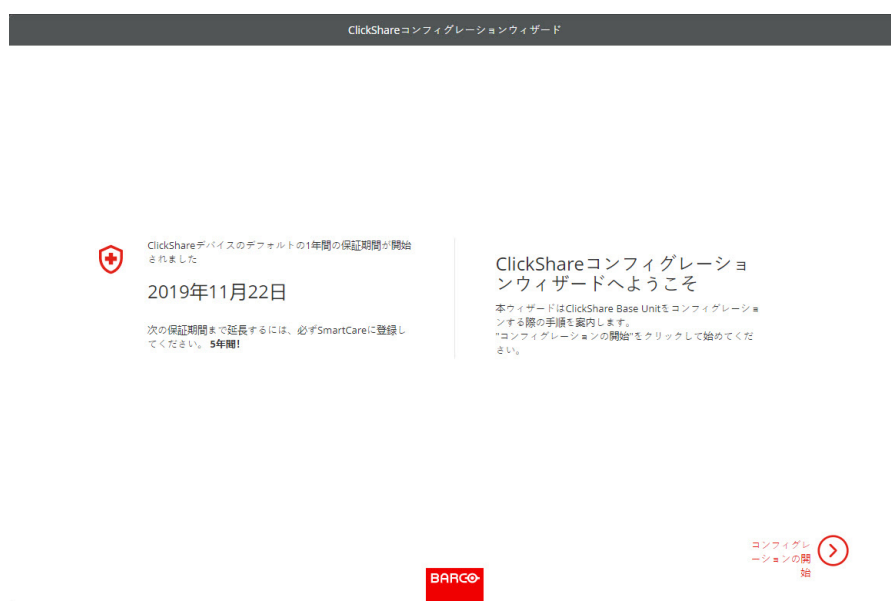 ClickShareコンフィグレーションウィザード
ClickShareデバイスのデフォルトの1年間の保証期間が開始
されました
2019年11月22日
次の保証期間まで延長するには、必ずSmartCareに登録し
てください。 5年間!
ClickShareコンフィグレーショ
ンウィザードへようこそ
本ウィザードはClickShare Base Unitをコンフィグレーショ
ンする際の手順を案内します。
"コンフィグレーションの開始"をクリックして始めてくだ
さい。
コンフィグレ
ーションの開
始
BARCO